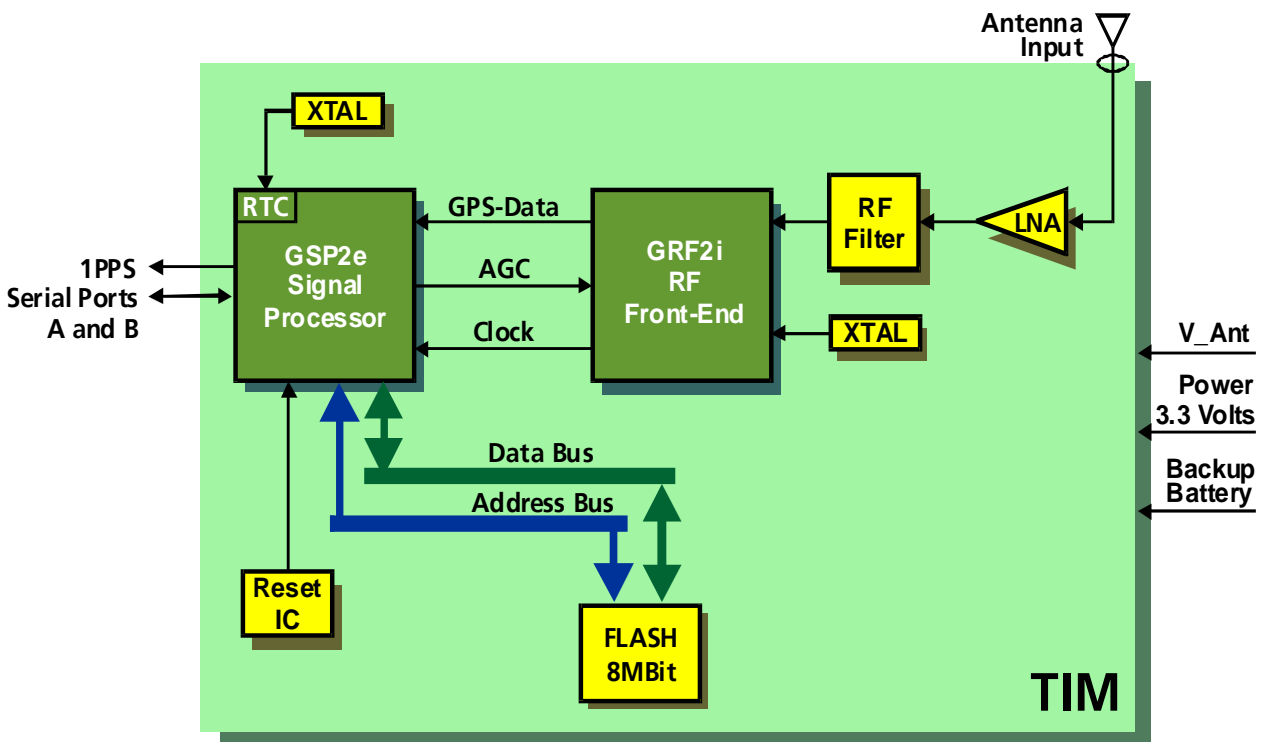 Antenna
Input
XTAL
RTC
GSP2e
Signal
Processor
1PPS
Serial Ports
A and B
GPS-Data
AGC
Clock
GRF2i
RF
Front-End
RF
Filter
LNA
XTAL
V_Ant
Power
3.3 Volts
Backup
Battery
Data Bus
Address Bus
Reset
IC
FLASH
8MBit
TIM